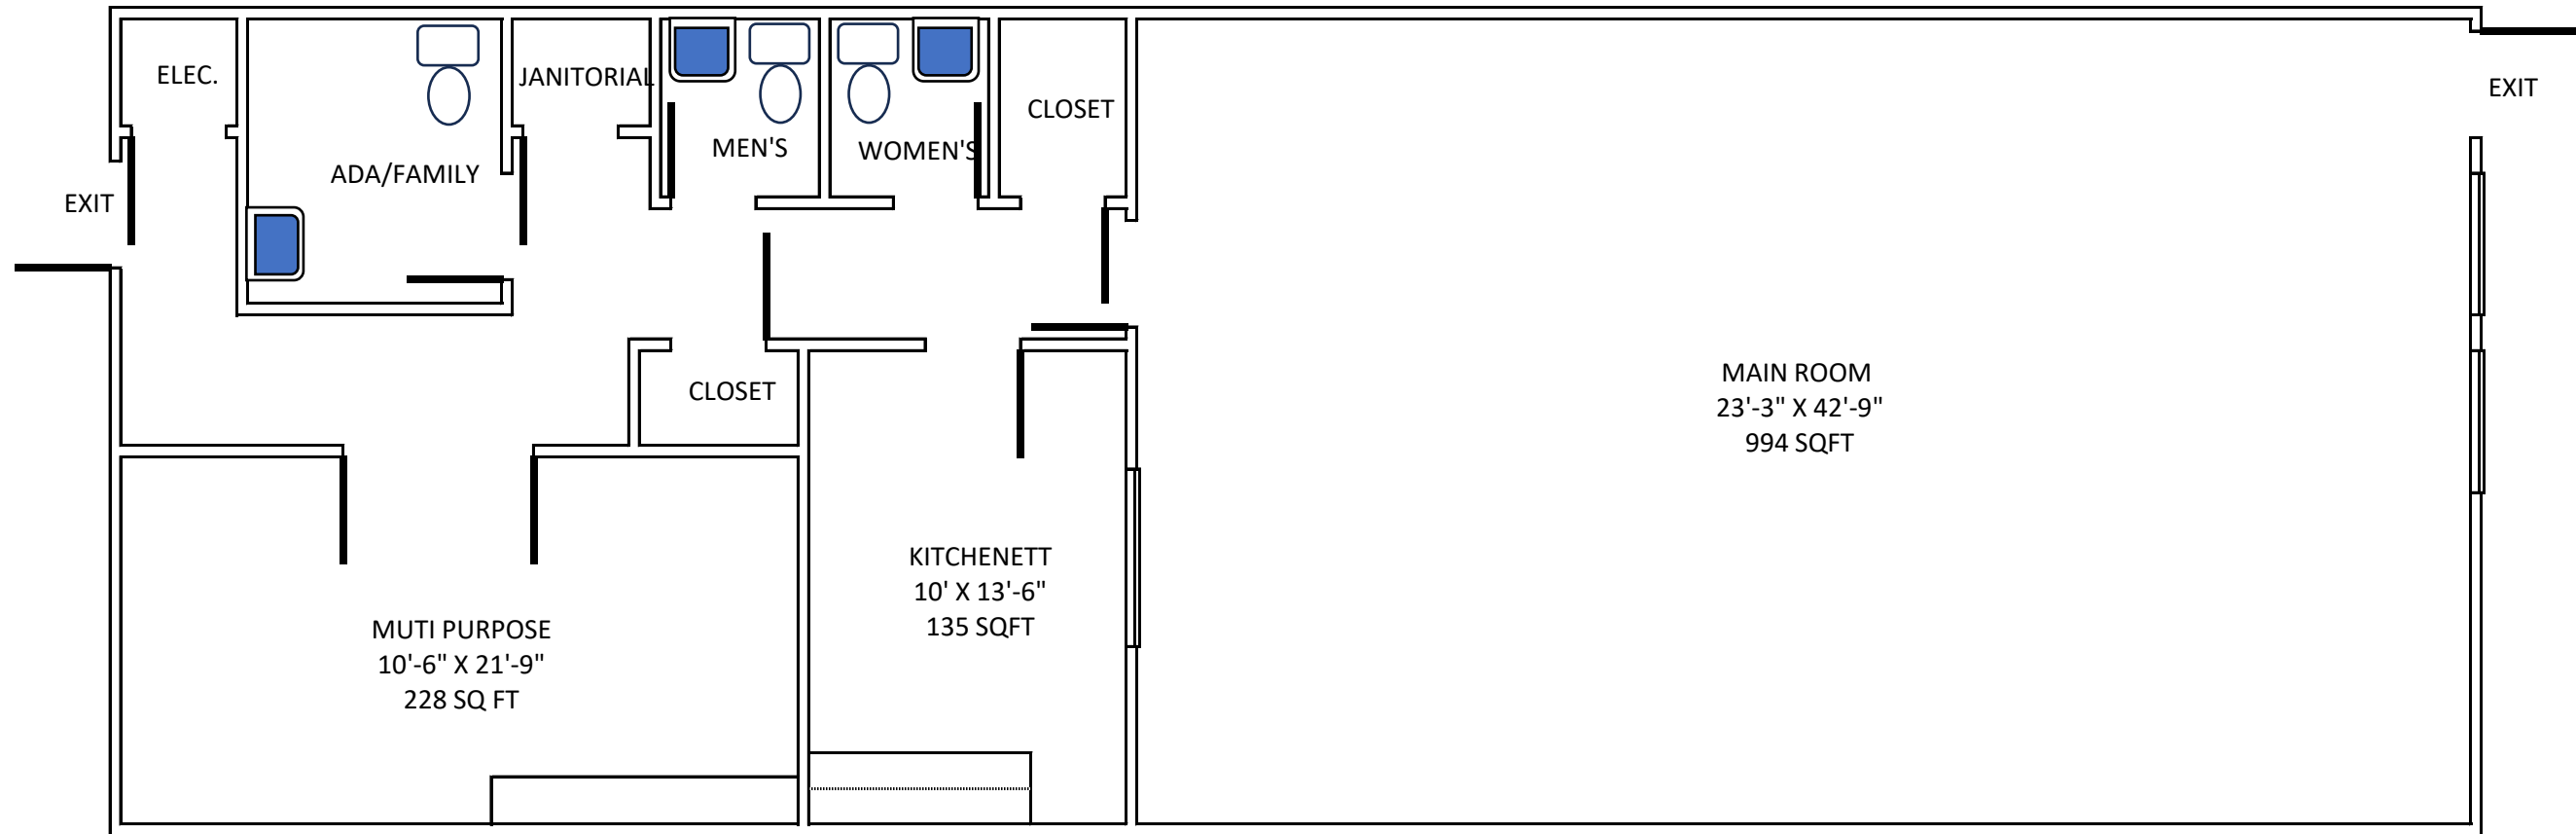 ELEC.
JANITORIAL
CLOSET
EXIT
MEN'S
WOMEN'S
ADA/FAMILY
EXIT
CLOSET
MAIN ROOM
23'-3" X 42'-9"
994 SQFT
KITCHENETT
10' X 13'-6"
135 SQFT
MUTI PURPOSE
10'-6" X 21'-9"
228 SQ FT